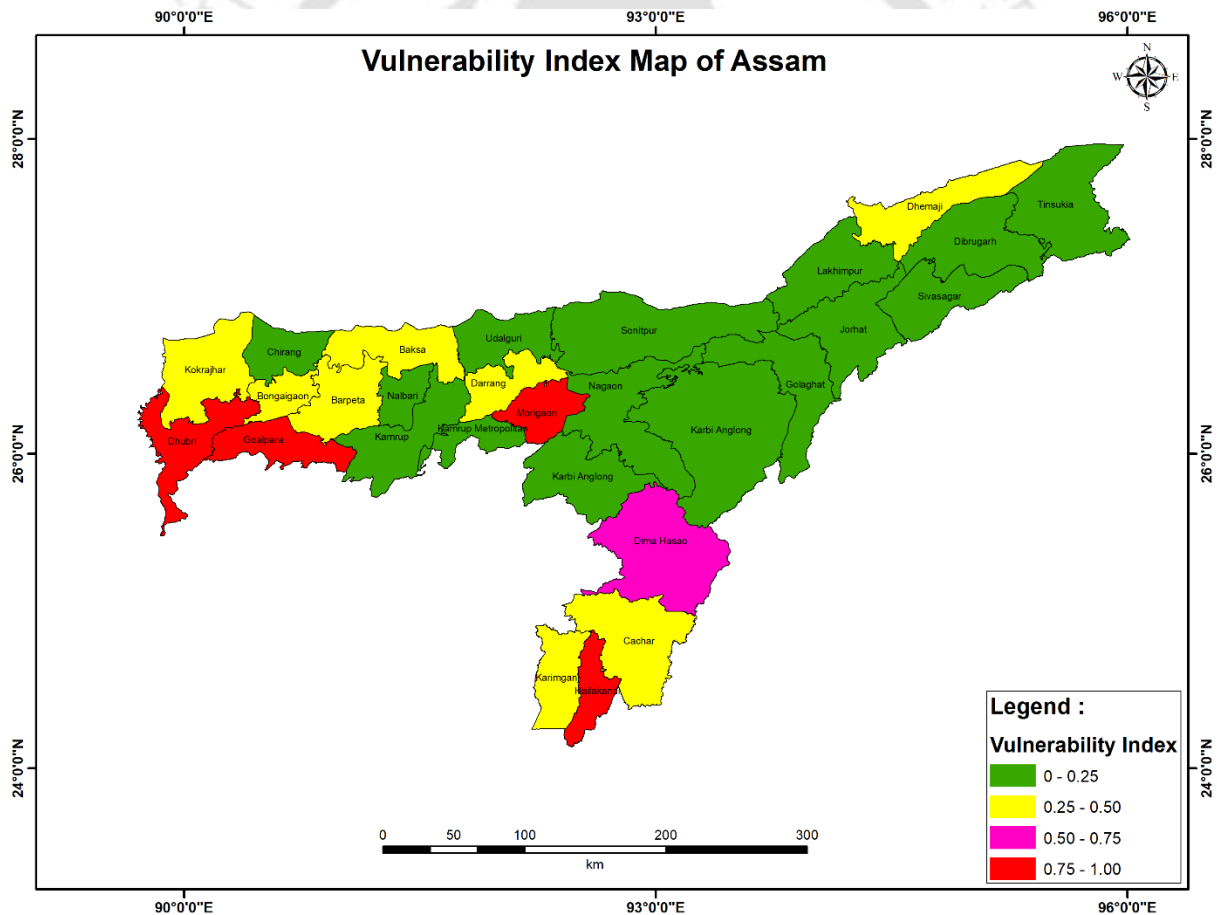 90°0'0"E 93°0'0"E 96°0'0"E
Vulnerability Index Map of Assam
N
W E
S
28°0'0"N 28°0'0"N
Dhemaji
Tinsukia
Dibrugarh
Lakhimpur
Sivasagar
Sonitpur
Jorhat
Udalguri
Baksa
Chirang
Kokrajhar
Darrang
Nagaon
Golaghat
Bongaigaon
Barpeta
Nalbari
Morigaon
Kamrup Metropolitan
Karbi Anglong
Dhubri
Goalpara
Kamrup
26°0'0"N 26°0'0"N
Karbi Anglong
Dima Hasao
Cachar
Karimganj
Hailakandi
24°0'0"N 24°0'0"N
Legend :
Vulnerability Index
0 - 0.25
0.25 - 0.50
0.50 - 0.75
0.75 - 1.00
0 50 100 200 300
km
90°0'0"E 93°0'0"E 96°0'0"E